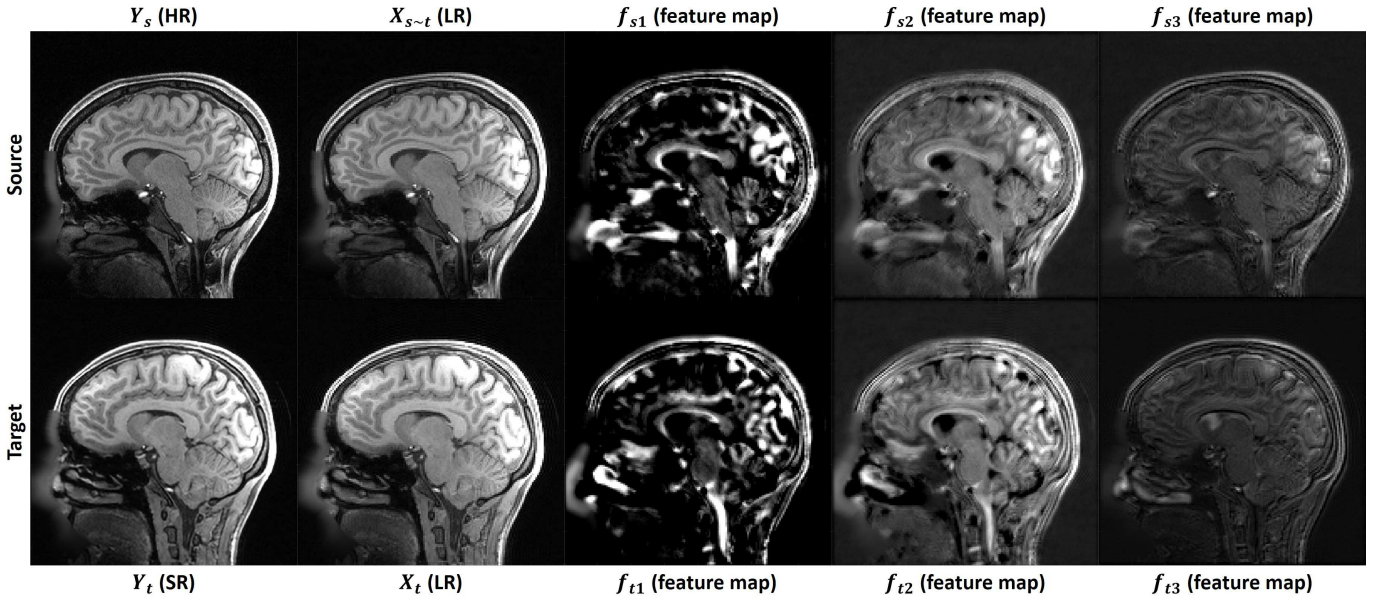 Y_s (HR)
X_{s~t} (LR)
f_{s1} (feature map)
f_{s2} (feature map)
f_{s3} (feature map)
Source
Target
Y_t (SR)
X_t (LR)
f_{t1} (feature map)
f_{t2} (feature map)
f_{t3} (feature map)